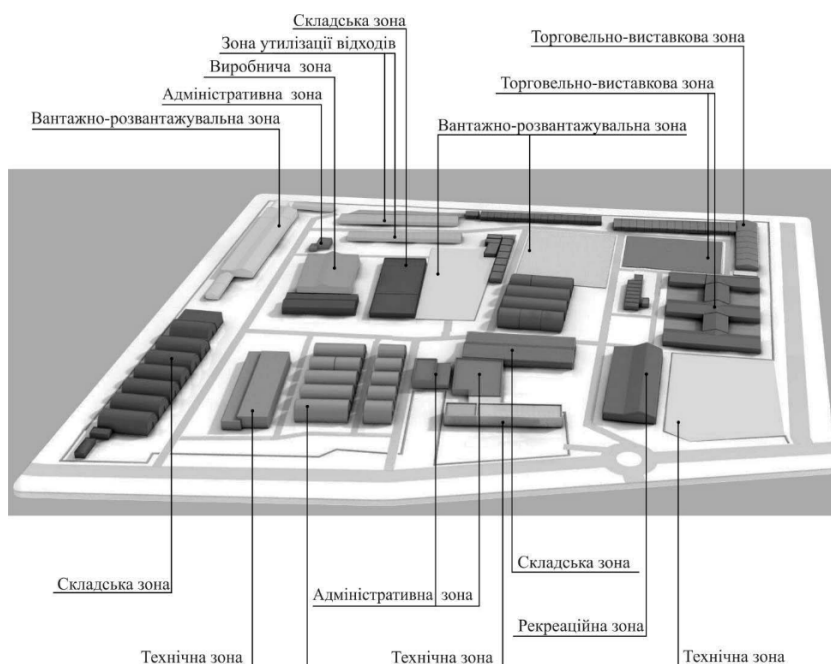 Складська зона
Зона утилізації відходів
Виробнича зона
Адміністративна зона
Вантажно-розвантажувальна зона
Торговельно-виставкова зона
Торговельно-виставкова зона
Вантажно-розвантажувальна зона
Складська зона
Адміністративна зона
Складська зона
Рекреаційна зона
Технічна зона
Технічна зона
Технічна зона